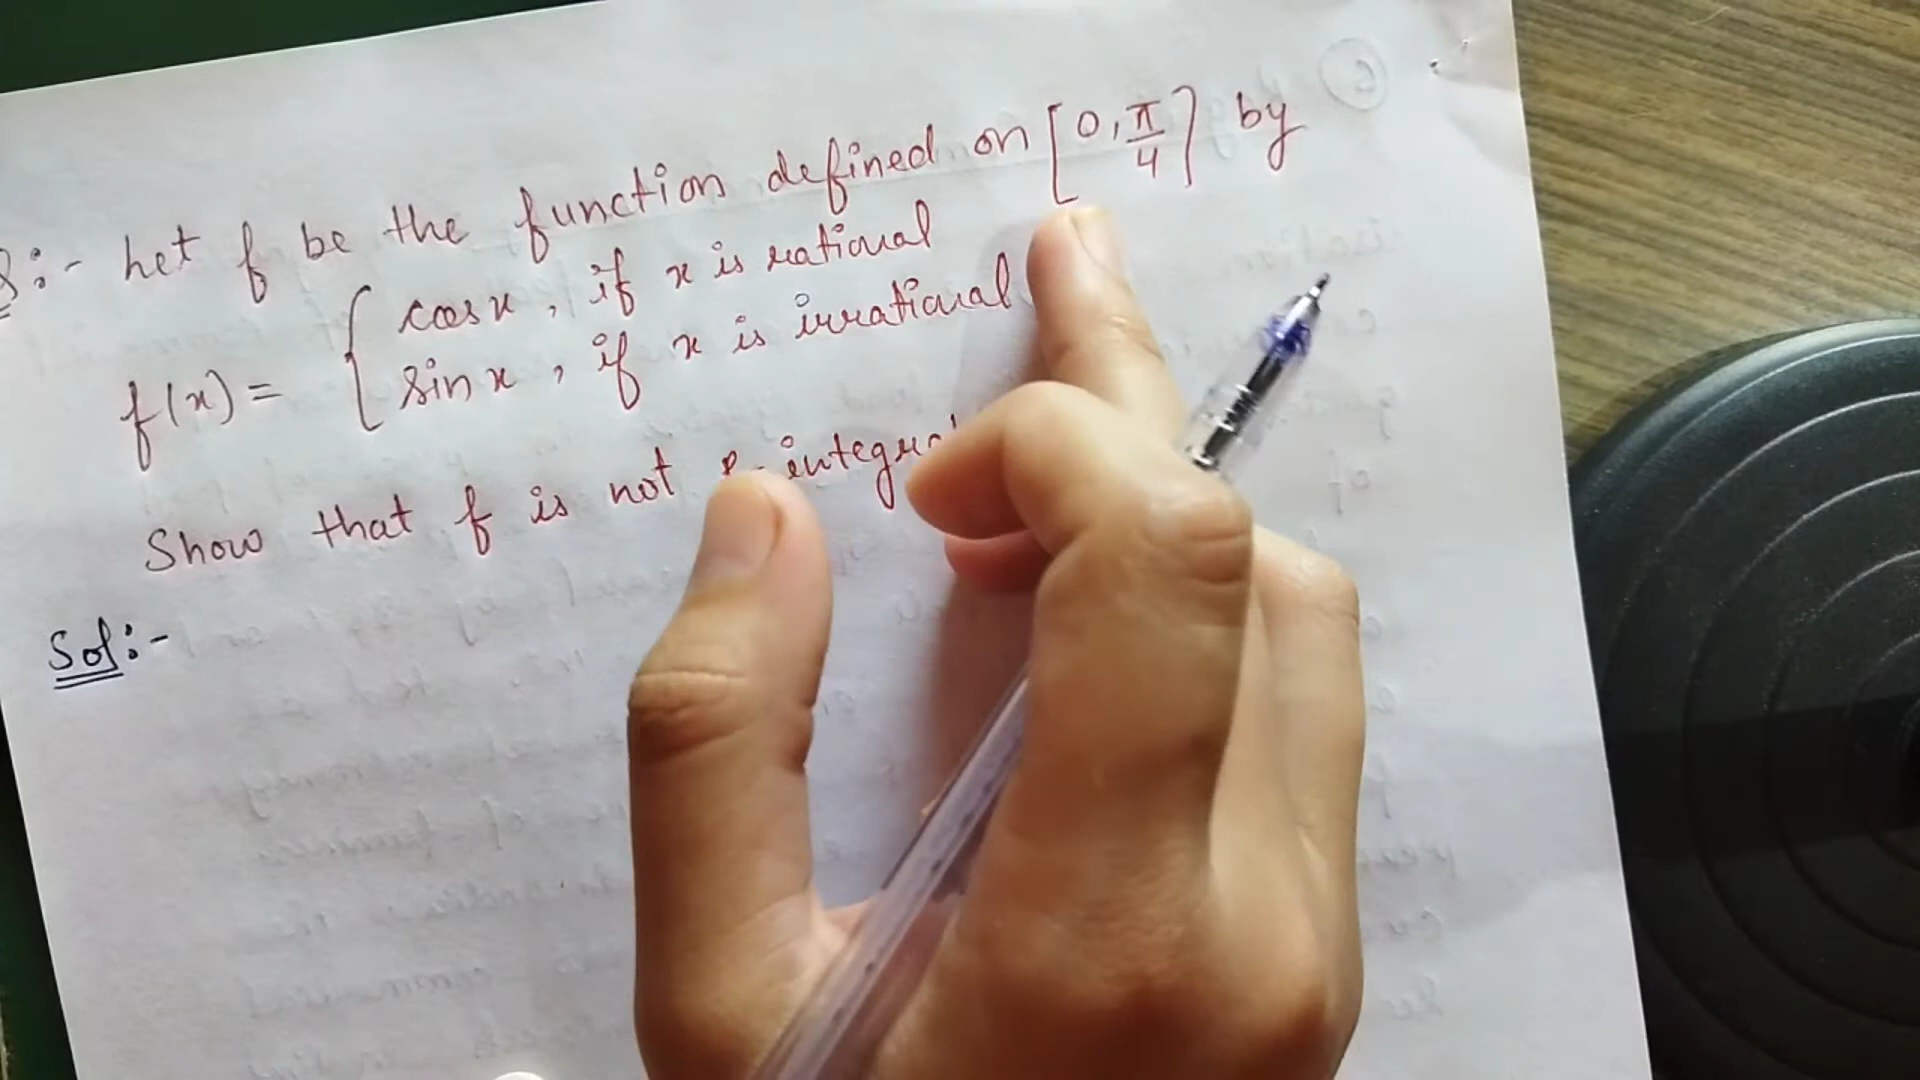 Q:- Let f be the function defined on [0, π/4] by
f(x) = { cos x, if x is rational
sin x, if x is irrational
Show that f is not R-integra
Sol:-